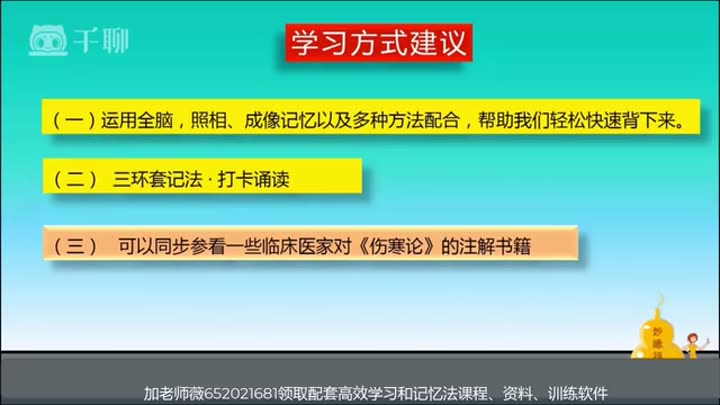 千聊
学习方式建议
（一）运用全脑，照相、成像记忆以及多种方法配合，帮助我们轻松快速背下来。
（二） 三环套记法·打卡诵读
（三） 可以同步参看一些临床医家对《伤寒论》的注解书籍
加老师薇652021681领取配套高效学习和记忆法课程、资料、训练软件